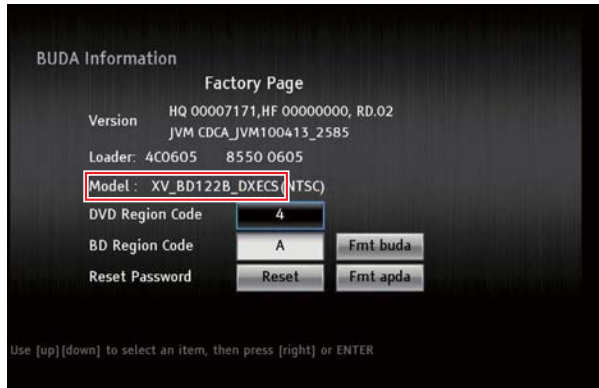 BUDA Information
Factory Page
Version HQ 00007171,HF 00000000, RD.02
JVM CDCA_JVM100413_2585
Loader: 4C0605 8550 0605
Model : XV_BD122B_DXECS(NTSC)
DVD Region Code 4
BD Region Code A Fmt buda
Reset Password Reset Fmt apda
Use [up][down] to select an item, then press [right] or ENTER